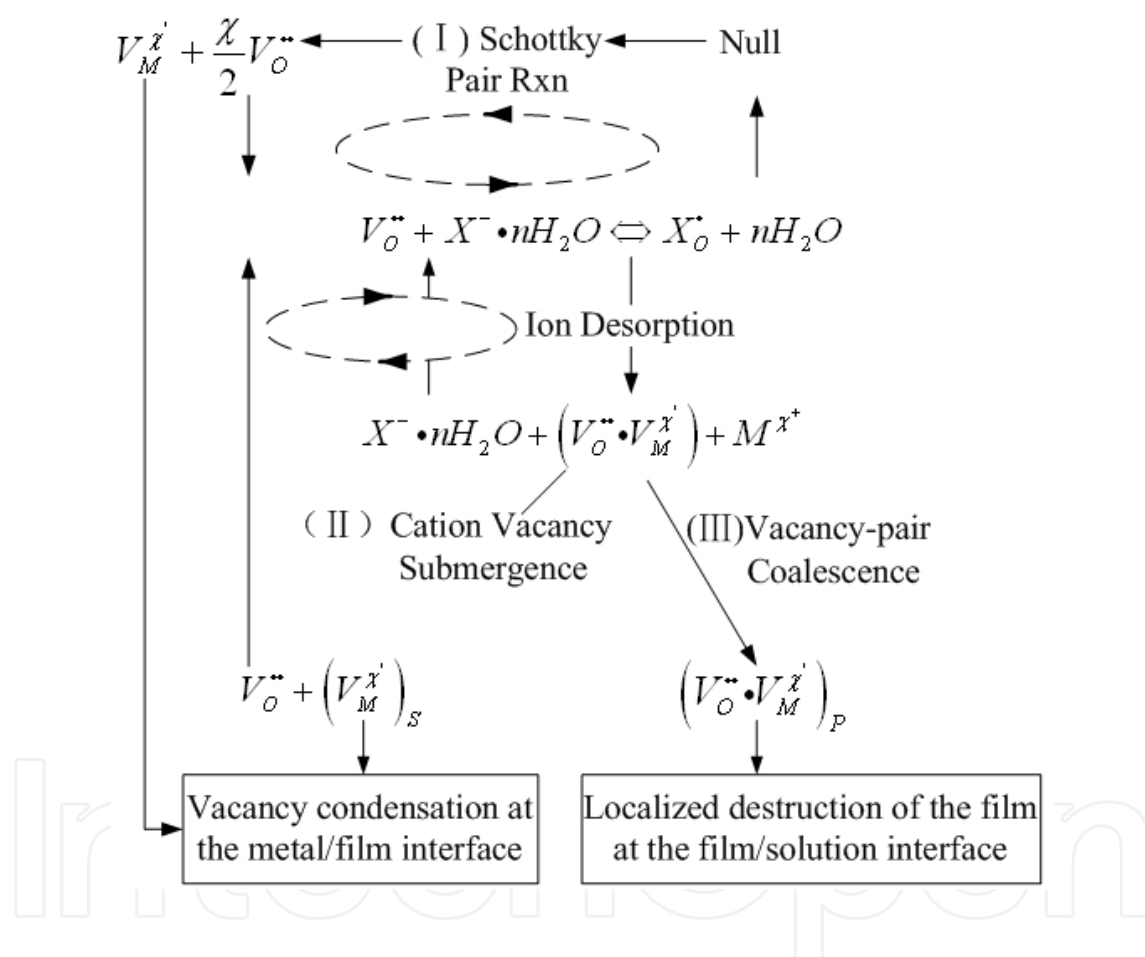 V_M^{χ'} + χ/2 V_O^{••} ← (Ⅰ) Schottky Pair Rxn ← Null
V_O^{••} + X^- •nH_2O ⇔ X_O^• + nH_2O
Ion Desorption
X^- •nH_2O + (V_O^{••}•V_M^{χ'}) + M^{χ+}
(Ⅱ) Cation Vacancy
Submergence
(Ⅲ)Vacancy-pair
Coalescence
V_O^{••} + (V_M^{χ'})_S
(V_O^{••}•V_M^{χ'})_P
Vacancy condensation at
the metal/film interface
Localized destruction of the film
at the film/solution interface